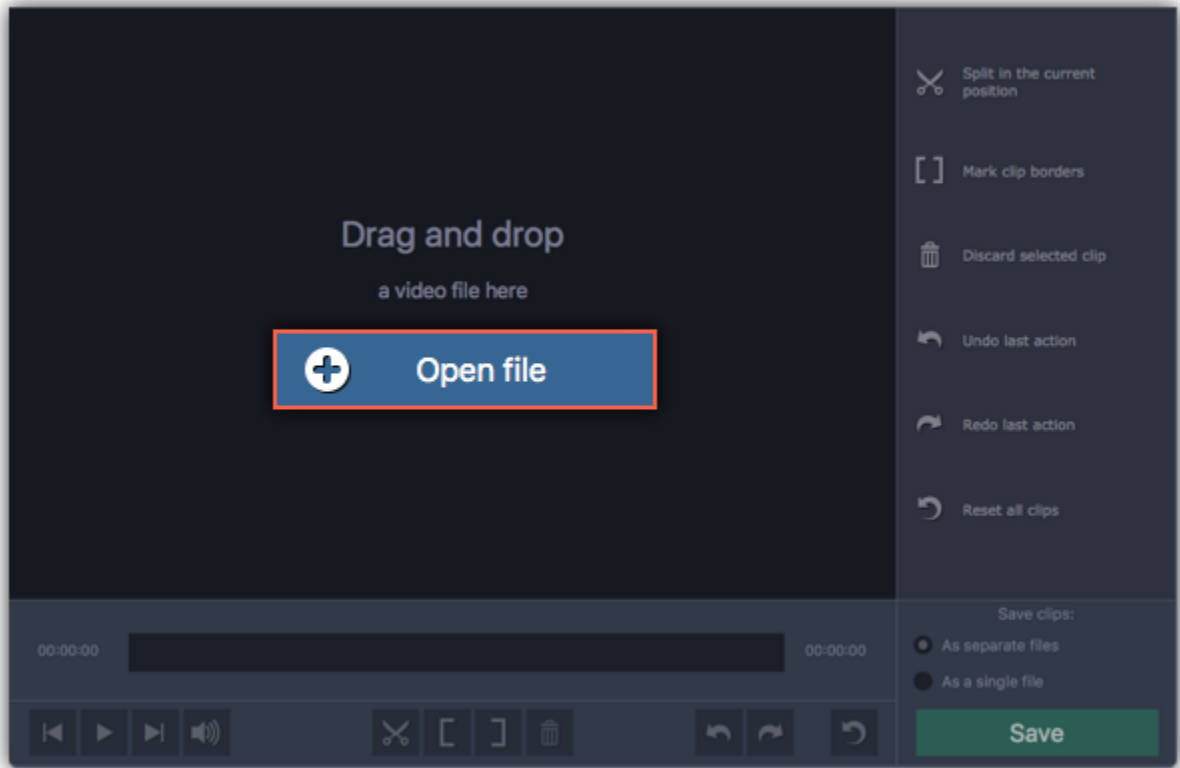 Split in the current
position
Mark clip borders
Drag and drop
Discard selected clip
a video file here
Undo last action
Open file
Redo last action
Reset all clips
Save clips:
00:00:00
00:00:00
As separate files
As a single file
Save